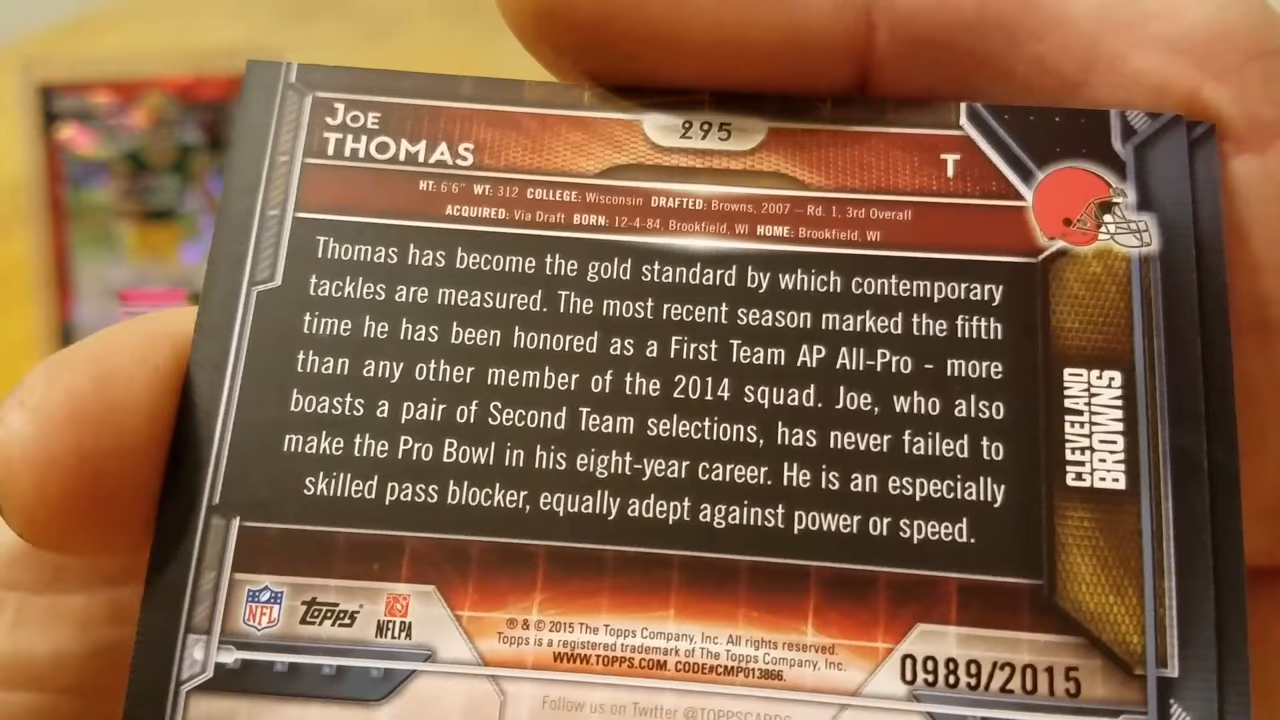 JOE
THOMAS
295
T
HT: 6'6" WT: 312 COLLEGE: Wisconsin DRAFTED: Browns, 2007 – Rd. 1, 3rd Overall
ACQUIRED: Via Draft BORN: 12-4-84, Brookfield, WI HOME: Brookfield, WI
Thomas has become the gold standard by which contemporary
tackles are measured. The most recent season marked the fifth
time he has been honored as a First Team AP All-Pro - more
than any other member of the 2014 squad. Joe, who also
boasts a pair of Second Team selections, has never failed to
make the Pro Bowl in his eight-year career. He is an especially
skilled pass blocker, equally adept against power or speed.
CLEVELAND
BROWNS
NFL
Topps®
NFLPA
® & © 2015 The Topps Company, Inc. All rights reserved.
Topps is a registered trademark of The Topps Company, Inc.
WWW.TOPPS.COM. CODE#CMP013866.
0989/2015
Follow us on Twitter @TOPPSCARDS